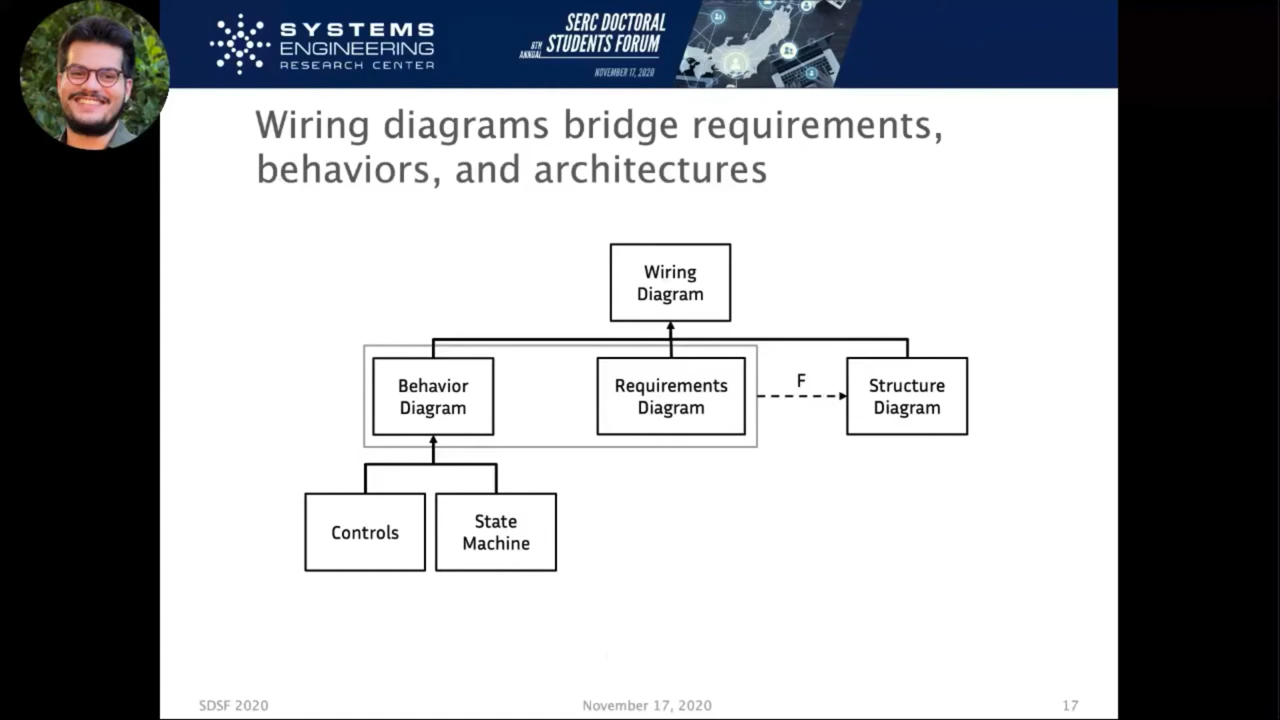 SYSTEMS
ENGINEERING
RESEARCH CENTER
SERC DOCTORAL
8TH
ANNUAL STUDENTS FORUM
NOVEMBER 17, 2020
Wiring diagrams bridge requirements,
behaviors, and architectures
Wiring
Diagram
Behavior
Diagram
Requirements
Diagram
F
Structure
Diagram
Controls
State
Machine
SDSF 2020
November 17, 2020
17